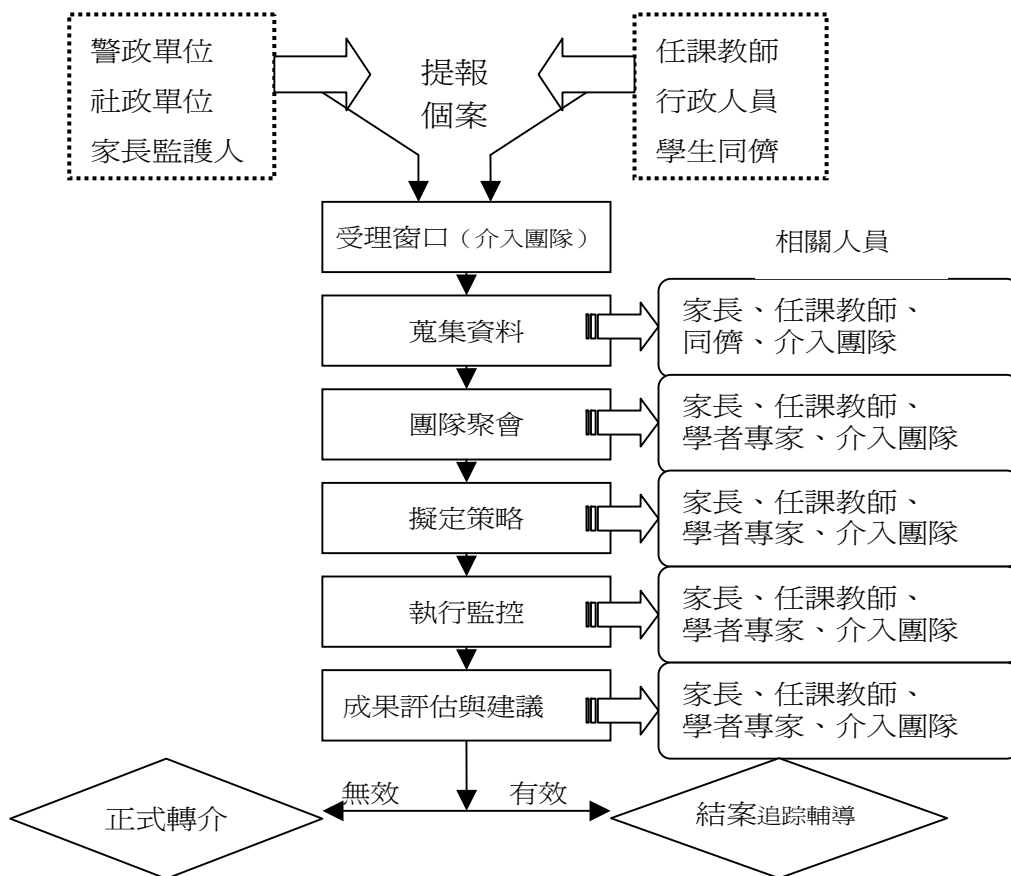 警政單位
社政單位
家長監護人
提報
個案
任課教師
行政人員
學生同儕
受理窗口（介入團隊）
相關人員
蒐集資料
家長、任課教師、
同儕、介入團隊
團隊聚會
家長、任課教師、
學者專家、介入團隊
擬定策略
家長、任課教師、
學者專家、介入團隊
執行監控
家長、任課教師、
學者專家、介入團隊
成果評估與建議
家長、任課教師、
學者專家、介入團隊
無效
有效
正式轉介
結案追踪輔導